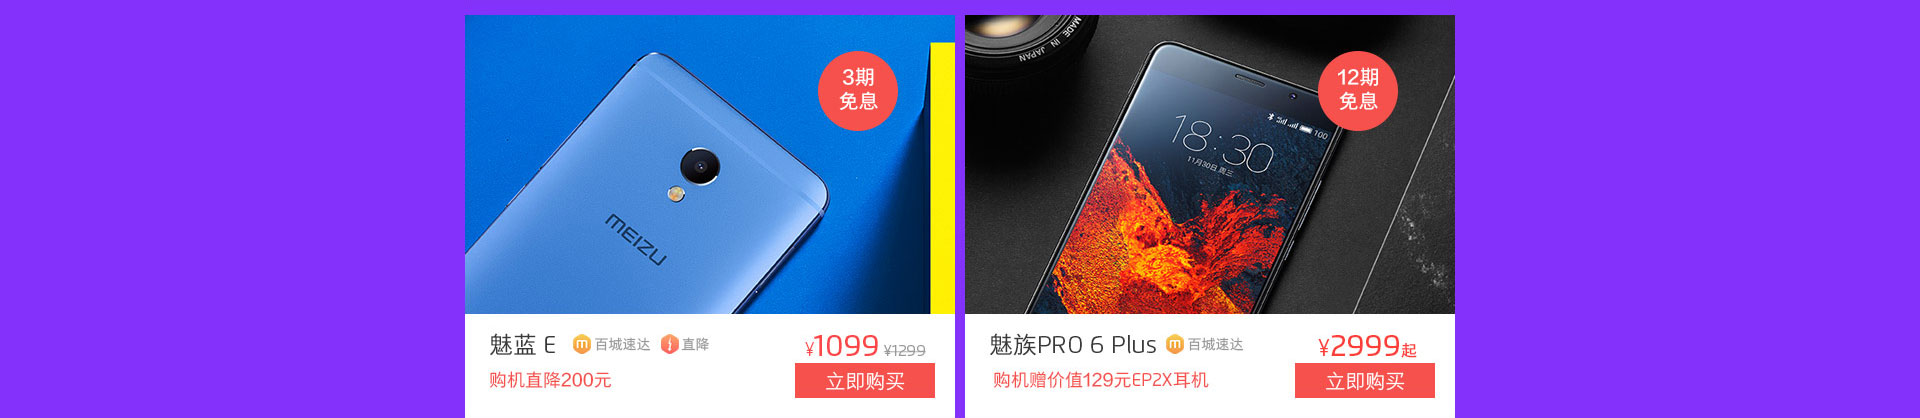 3期
免息
MEIZU
魅蓝 E
百城速达
直降
¥1099 ¥1299
购机直降200元
立即购买
MADE IN JAPAN
12期
免息
100
18:30
11月30日 周三
魅族PRO 6 Plus
百城速达
¥2999起
购机赠价值129元EP2X耳机
立即购买